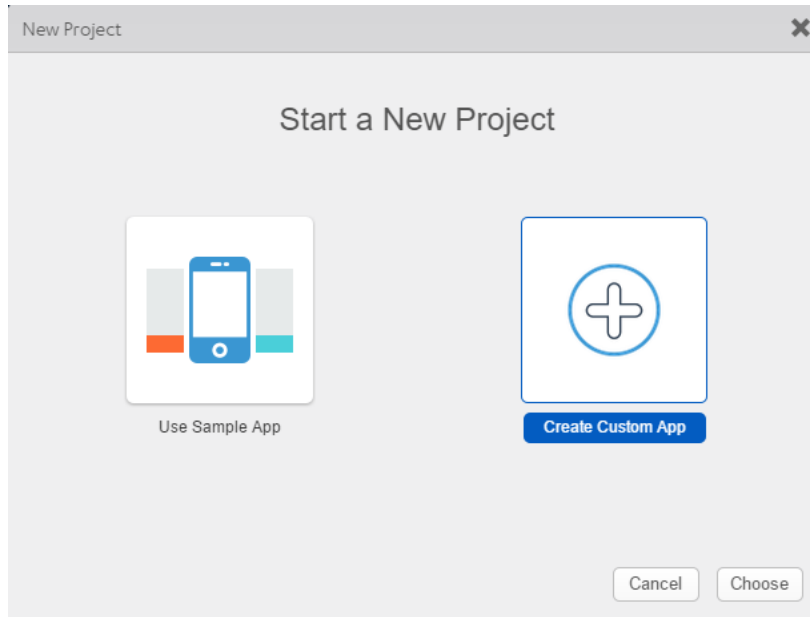 New Project
Start a New Project
Use Sample App
Create Custom App
Cancel
Choose